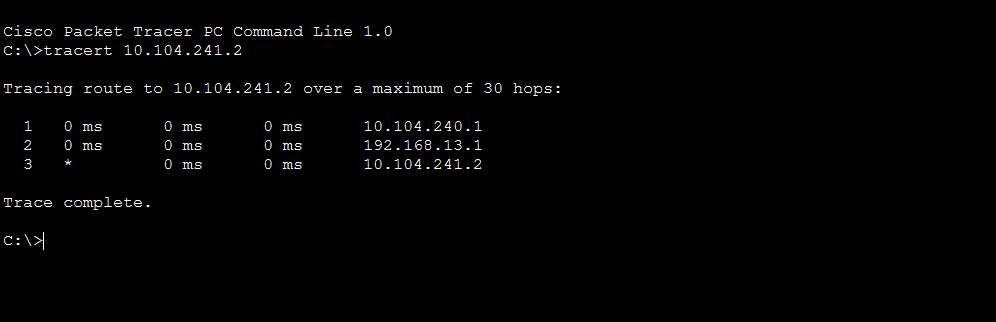 Cisco Packet Tracer PC Command Line 1.0
C:\>tracert 10.104.241.2
Tracing route to 10.104.241.2 over a maximum of 30 hops:
1 0 ms 0 ms 0 ms 10.104.240.1
2 0 ms 0 ms 0 ms 192.168.13.1
3 * 0 ms 0 ms 10.104.241.2
Trace complete.
C:\>